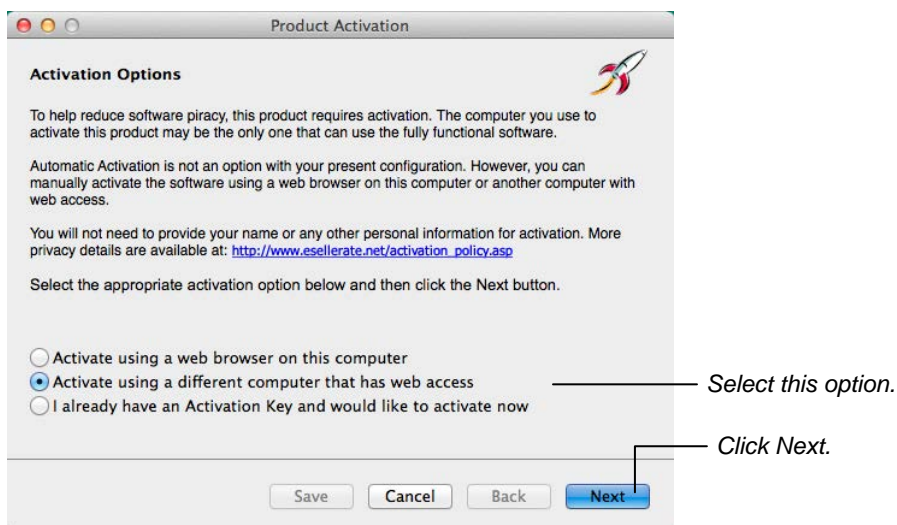 Product Activation
Activation Options
To help reduce software piracy, this product requires activation. The computer you use to
activate this product may be the only one that can use the fully functional software.
Automatic Activation is not an option with your present configuration. However, you can
manually activate the software using a web browser on this computer or another computer with
web access.
You will not need to provide your name or any other personal information for activation. More
privacy details are available at: http://www.esellerate.net/activation_policy.asp
Select the appropriate activation option below and then click the Next button.
Activate using a web browser on this computer
Activate using a different computer that has web access
Select this option.
I already have an Activation Key and would like to activate now
Click Next.
Save Cancel Back Next